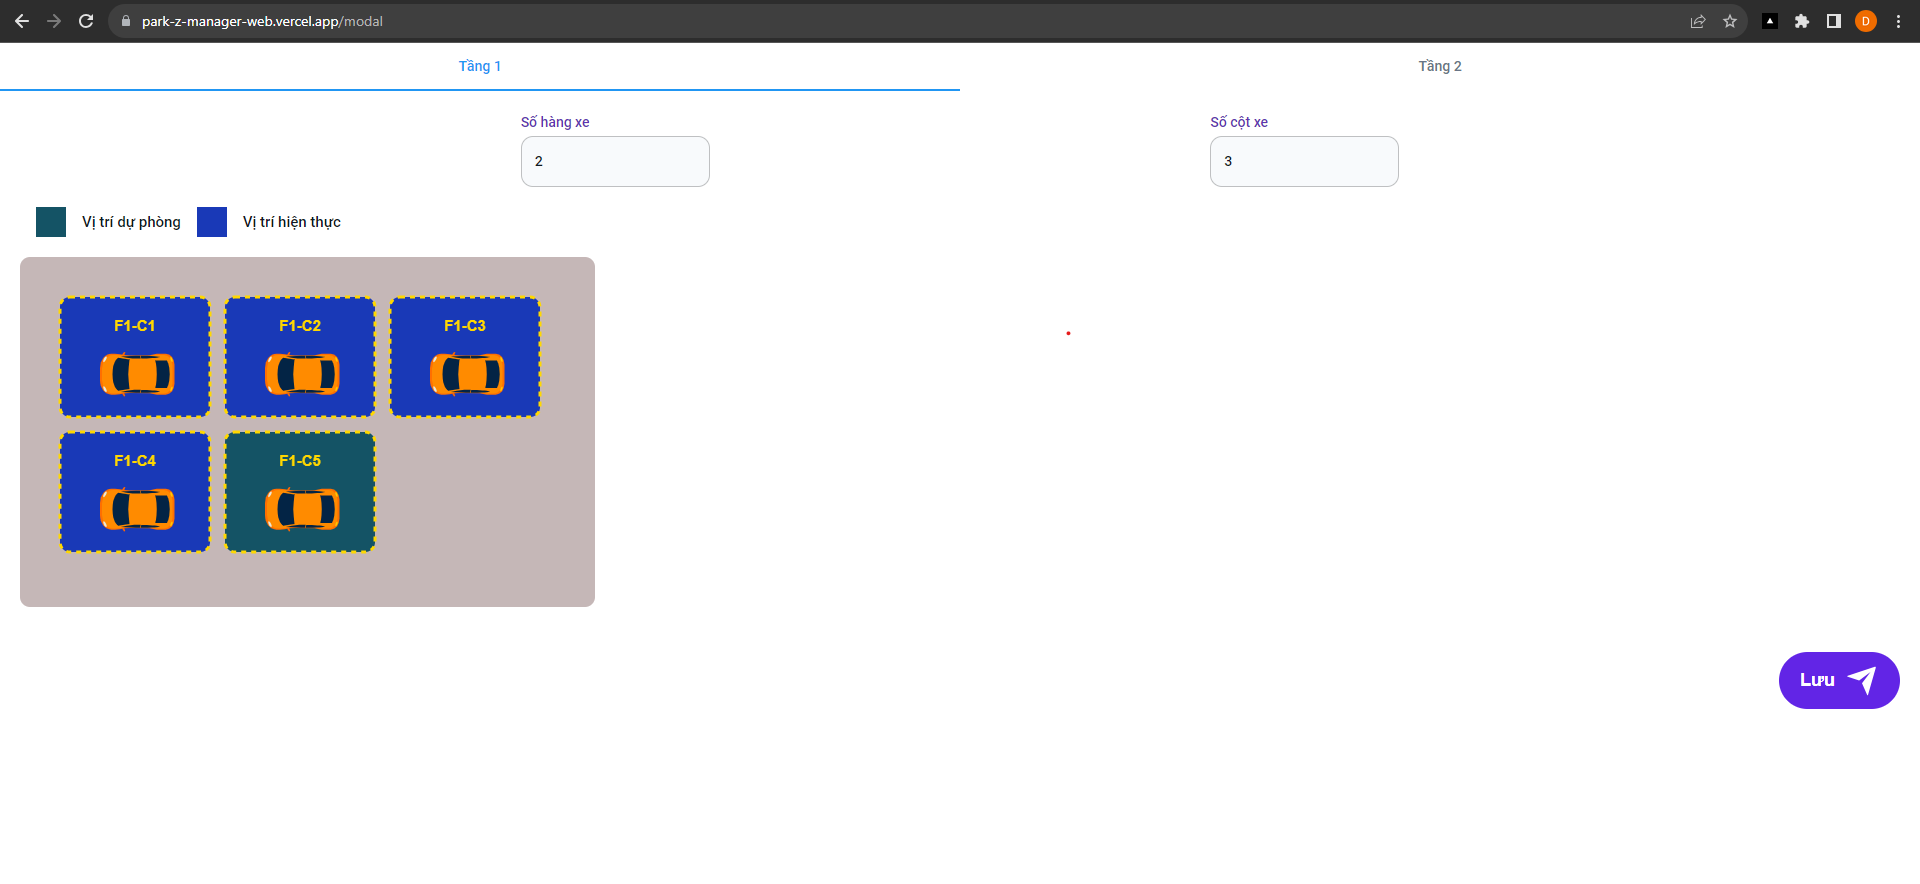 park-z-manager-web.vercel.app/modal
D
Tầng 1
Tầng 2
Số hàng xe
Số cột xe
2
3
Vị trí dự phòng
Vị trí hiện thực
F1-C1
F1-C2
F1-C3
F1-C4
F1-C5
Lưu